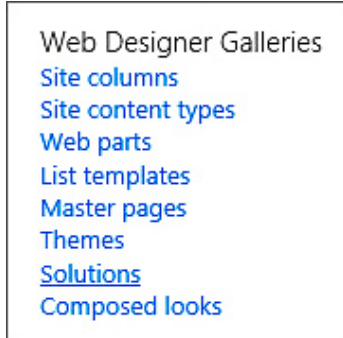 Web Designer Galleries
Site columns
Site content types
Web parts
List templates
Master pages
Themes
Solutions
Composed looks